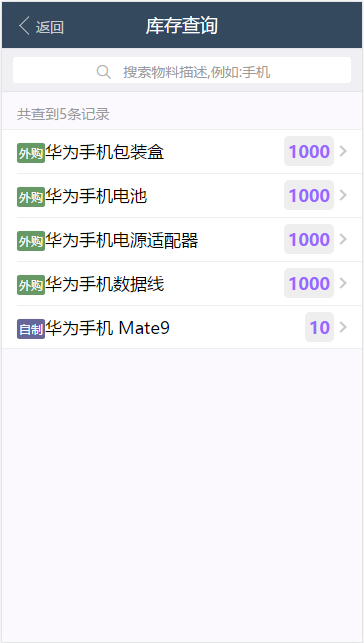 返回 库存查询
搜索物料描述,例如:手机
共查到5条记录
外购 华为手机包装盒 1000
外购 华为手机电池 1000
外购 华为手机电源适配器 1000
外购 华为手机数据线 1000
自制 华为手机 Mate9 10